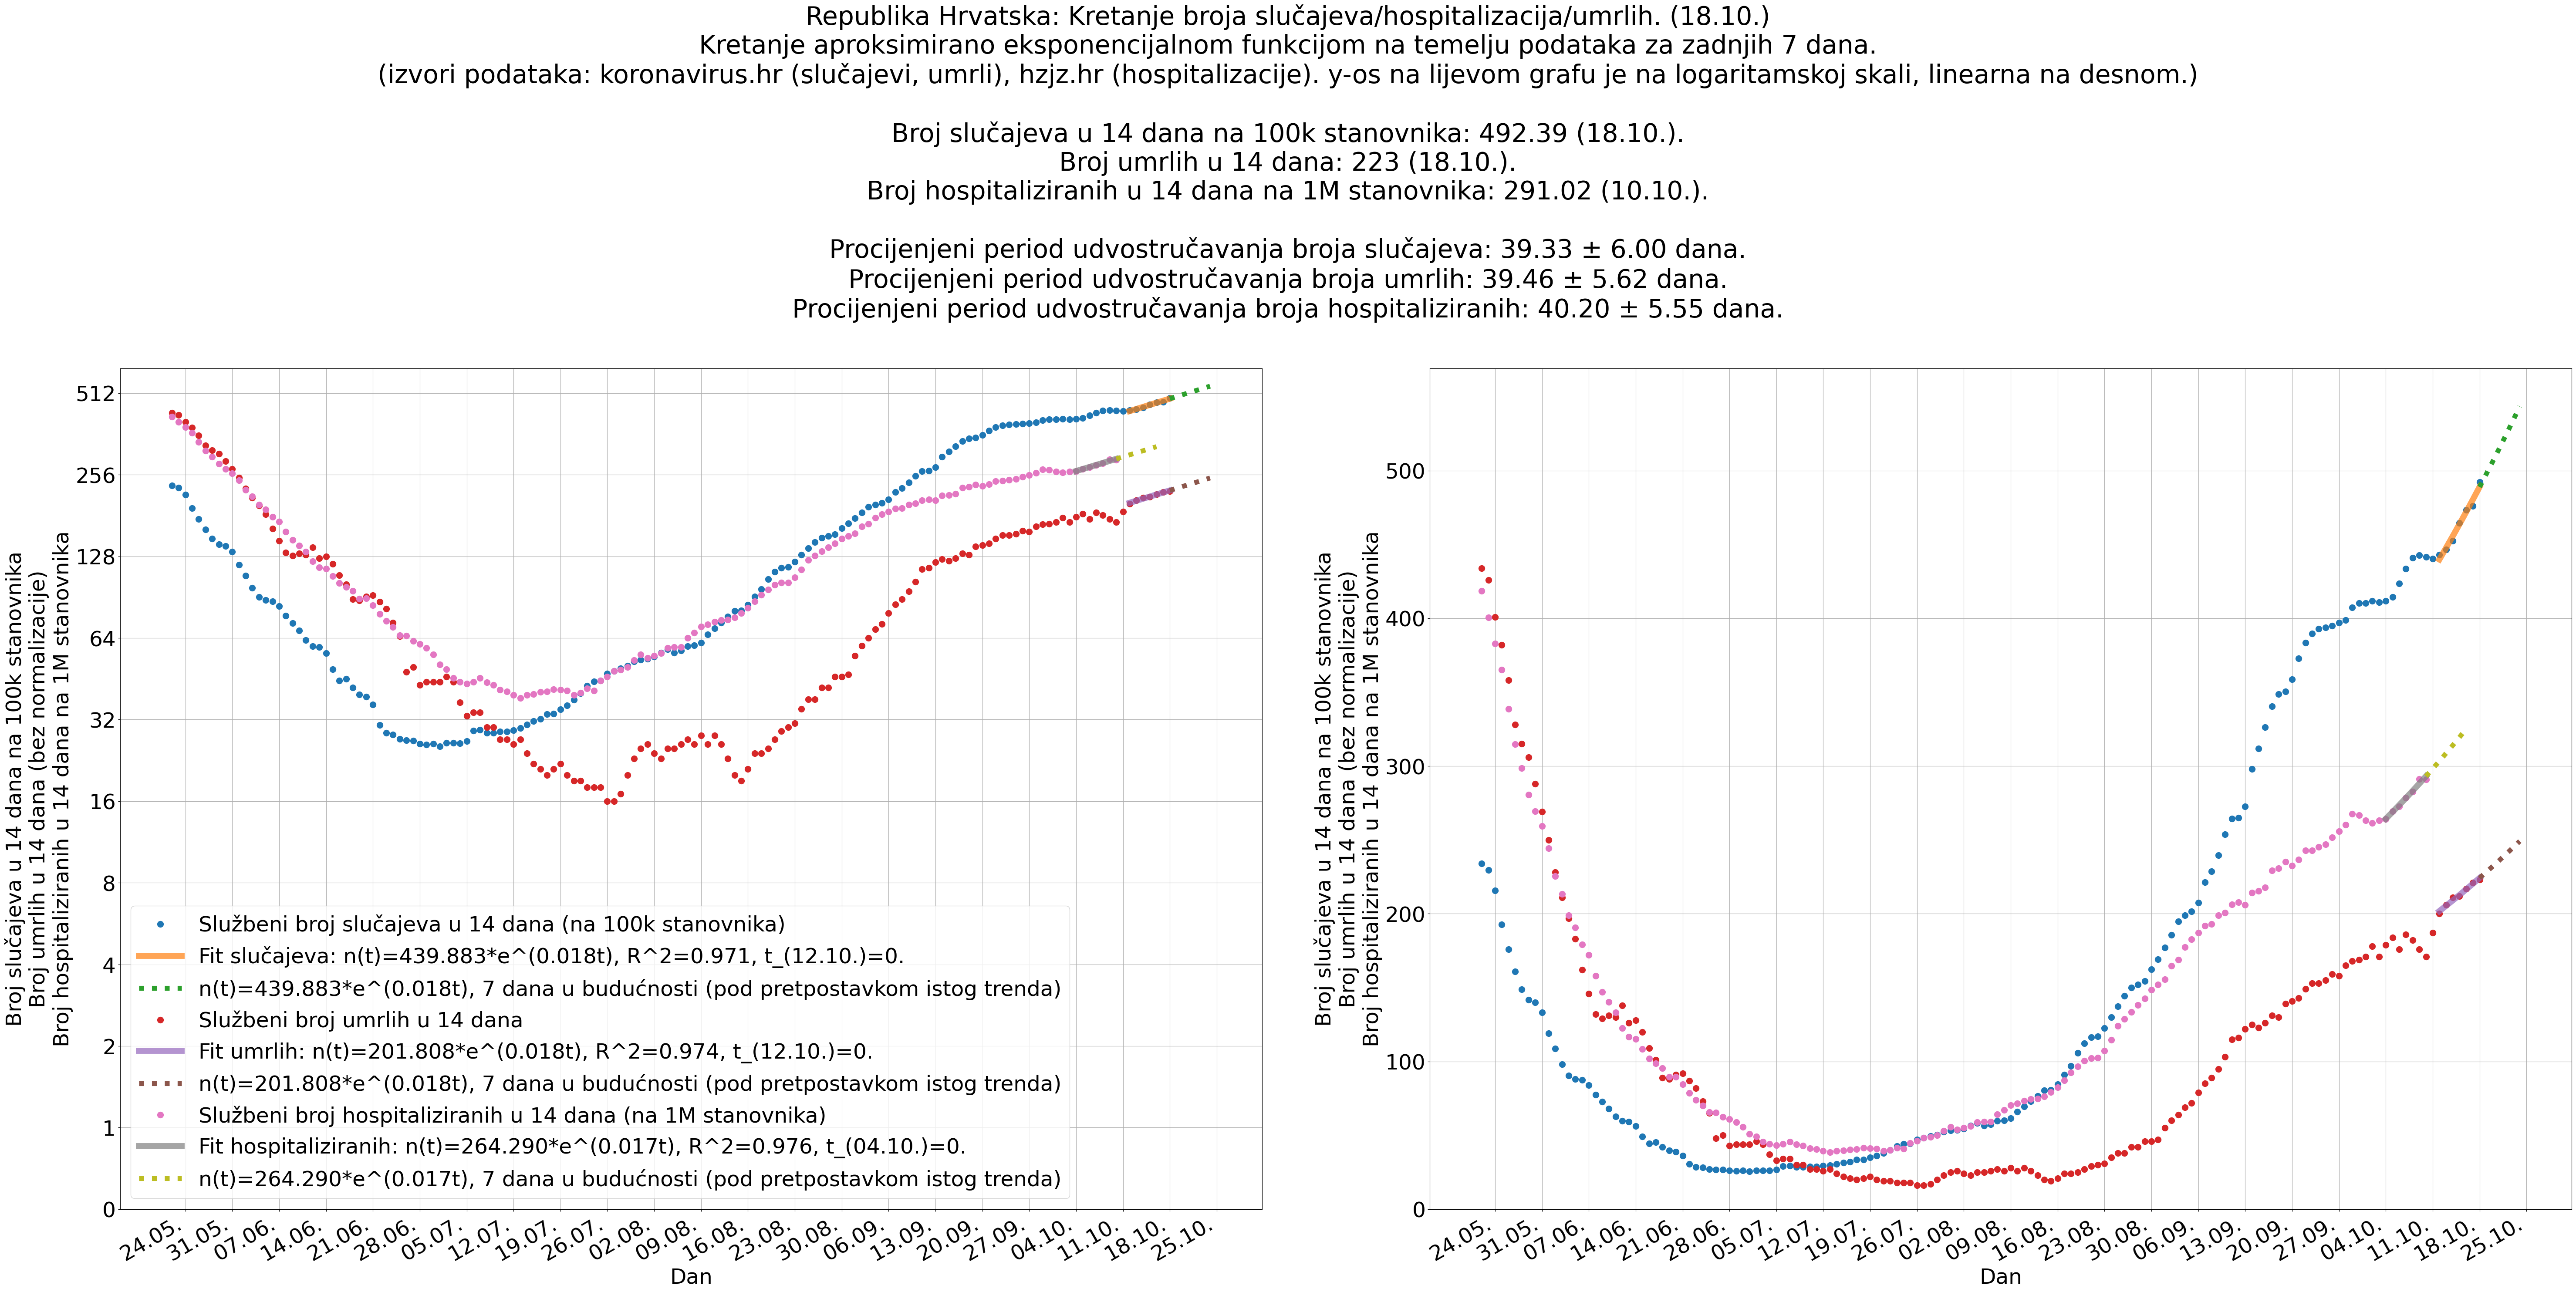 Republika Hrvatska: Kretanje broja slučajeva/hospitalizacija/umrlih. (18.10.)
Kretanje aproksimirano eksponencijalnom funkcijom na temelju podataka za zadnjih 7 dana.
(izvori podataka: koronavirus.hr (slučajevi, umrli), hzjz.hr (hospitalizacije). y-os na lijevom grafu je na logaritamskoj skali, linearna na desnom.)
Broj slučajeva u 14 dana na 100k stanovnika: 492.39 (18.10.).
Broj umrlih u 14 dana: 223 (18.10.).
Broj hospitaliziranih u 14 dana na 1M stanovnika: 291.02 (10.10.).
Procijenjeni period udvostručavanja broja slučajeva: 39.33 ± 6.00 dana.
Procijenjeni period udvostručavanja broja umrlih: 39.46 ± 5.62 dana.
Procijenjeni period udvostručavanja broja hospitaliziranih: 40.20 ± 5.55 dana.
Broj slučajeva u 14 dana na 100k stanovnika
Broj umrlih u 14 dana (bez normalizacije)
Broj hospitaliziranih u 14 dana na 1M stanovnika
512
256
128
64
32
16
8
4
2
1
0
Službeni broj slučajeva u 14 dana (na 100k stanovnika)
Fit slučajeva: n(t)=439.883*e^(0.018t), R^2=0.971, t_(12.10.)=0.
n(t)=439.883*e^(0.018t), 7 dana u budućnosti (pod pretpostavkom istog trenda)
Službeni broj umrlih u 14 dana
Fit umrlih: n(t)=201.808*e^(0.018t), R^2=0.974, t_(12.10.)=0.
n(t)=201.808*e^(0.018t), 7 dana u budućnosti (pod pretpostavkom istog trenda)
Službeni broj hospitaliziranih u 14 dana (na 1M stanovnika)
Fit hospitaliziranih: n(t)=264.290*e^(0.017t), R^2=0.976, t_(04.10.)=0.
n(t)=264.290*e^(0.017t), 7 dana u budućnosti (pod pretpostavkom istog trenda)
24.05. 31.05. 07.06. 14.06. 21.06. 28.06. 05.07. 12.07. 19.07. 26.07. 02.08. 09.08. 16.08. 23.08. 30.08. 06.09. 13.09. 20.09. 27.09. 04.10. 11.10. 18.10. 25.10.
Dan
Broj slučajeva u 14 dana na 100k stanovnika
Broj umrlih u 14 dana (bez normalizacije)
Broj hospitaliziranih u 14 dana na 1M stanovnika
500
400
300
200
100
0
24.05. 31.05. 07.06. 14.06. 21.06. 28.06. 05.07. 12.07. 19.07. 26.07. 02.08. 09.08. 16.08. 23.08. 30.08. 06.09. 13.09. 20.09. 27.09. 04.10. 11.10. 18.10. 25.10.
Dan